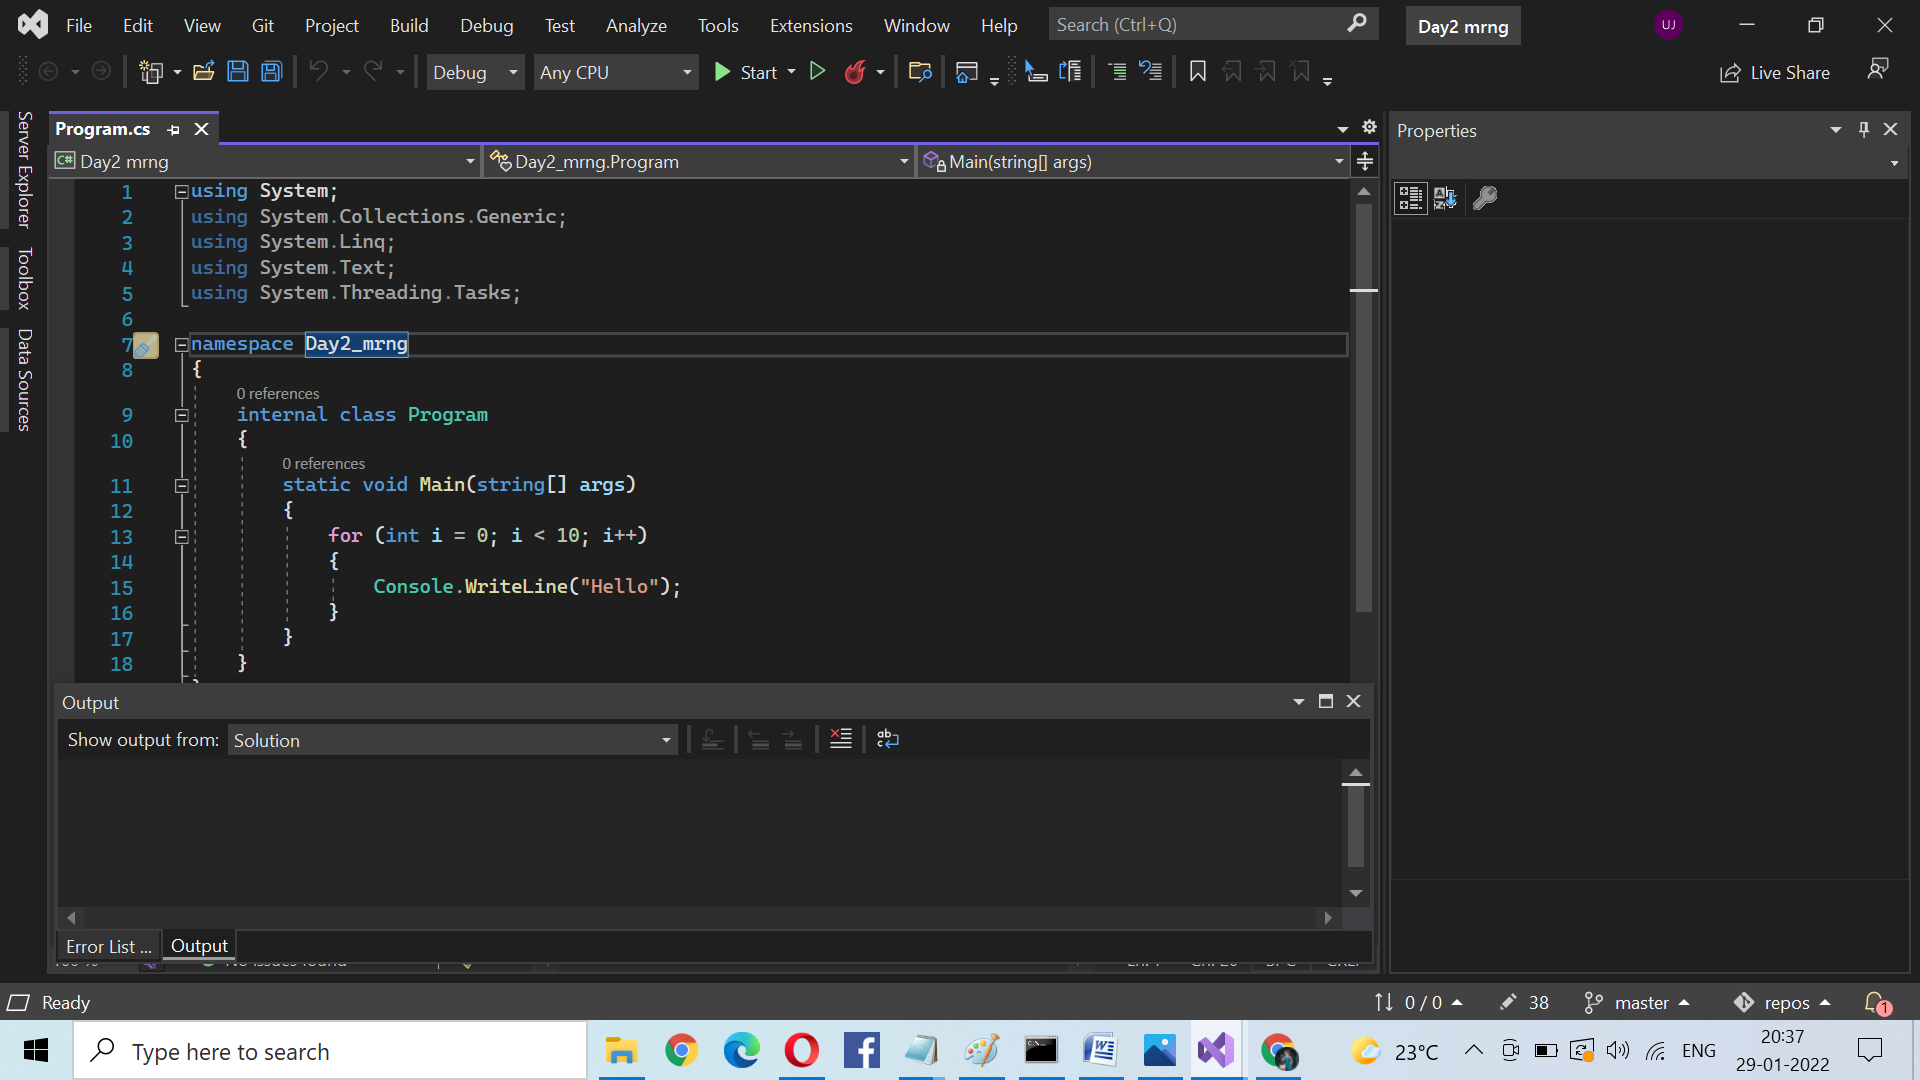 File Edit View Git Project Build Debug Test Analyze Tools Extensions Window Help Search (Ctrl+Q) Day2 mrng UJ
Debug Any CPU Start Live Share
Server Explorer
Toolbox
Data Sources
Program.cs
Day2 mrng Day2_mrng.Program Main(string[] args)
1 using System;
2 using System.Collections.Generic;
3 using System.Linq;
4 using System.Text;
5 using System.Threading.Tasks;
6
7 namespace Day2_mrng
8 {
0 references
9 internal class Program
10 {
0 references
11 static void Main(string[] args)
12 {
13 for (int i = 0; i < 10; i++)
14 {
15 Console.WriteLine("Hello");
16 }
17 }
18 }
Output
Show output from: Solution
Error List ... Output
Properties
Ready 0 / 0 38 master repos 1
Type here to search 23°C ENG 20:37
29-01-2022